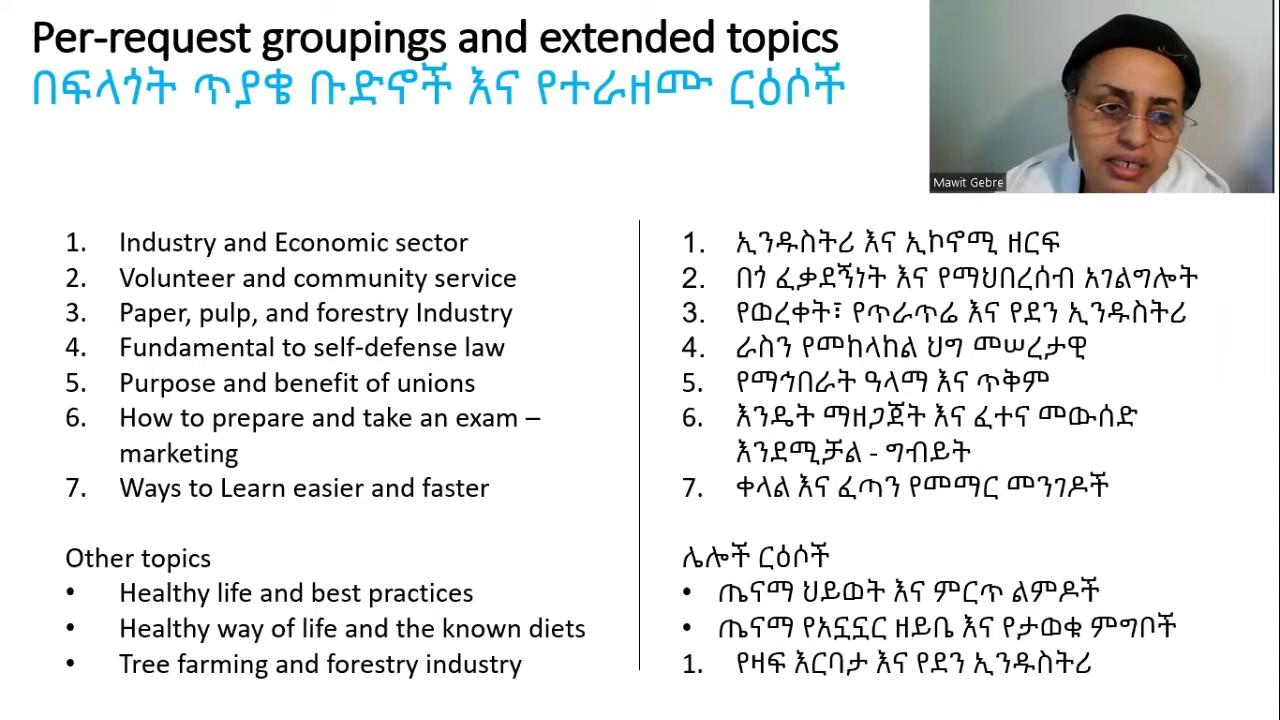 Per-request groupings and extended topics
በፍላጎት ጥያቄ ቡድኖች እና የተራዘሙ ርዕሶች
Mawit Gebre
1. Industry and Economic sector
2. Volunteer and community service
3. Paper, pulp, and forestry Industry
4. Fundamental to self-defense law
5. Purpose and benefit of unions
6. How to prepare and take an exam –
marketing
7. Ways to Learn easier and faster
Other topics
• Healthy life and best practices
• Healthy way of life and the known diets
• Tree farming and forestry industry
1. ኢንዱስትሪ እና ኢኮኖሚ ዘርፍ
2. በጎ ፈቃደኝነት እና የማህበረሰብ አገልግሎት
3. የወረቀት፣ የጥራጥሬ እና የደን ኢንዱስትሪ
4. ራስን የመከላከል ህግ መሠረታዊ
5. የማኅበራት ዓላማ እና ጥቅም
6. እንዴት ማዘጋጀት እና ፈተና መውሰድ
እንደሚቻል - ግብይት
7. ቀላል እና ፈጣን የመማር መንገዶች
ሌሎች ርዕሶች
• ጤናማ ህይወት እና ምርጥ ልምዶች
• ጤናማ የአኗኗር ዘይቤ እና የታወቁ ምግቦች
1. የዛፍ እርባታ እና የደን ኢንዱስትሪ